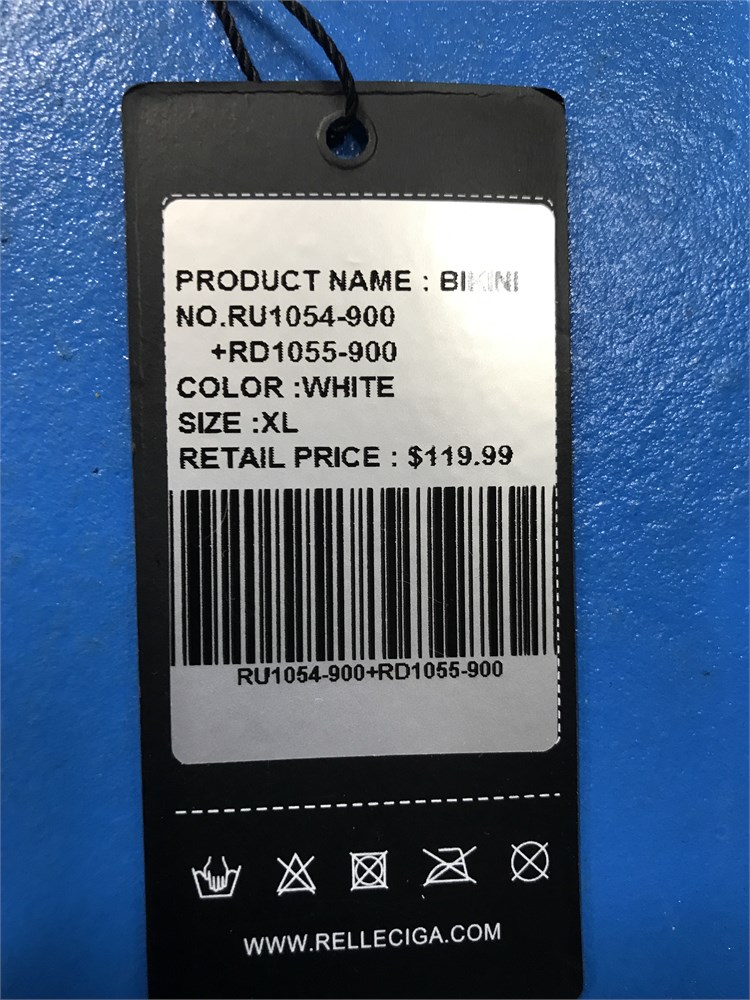 PRODUCT NAME : BIKINI
NO.RU1054-900
+RD1055-900
COLOR :WHITE
SIZE :XL
RETAIL PRICE : $119.99
RU1054-900+RD1055-900
WWW.RELLECIGA.COM